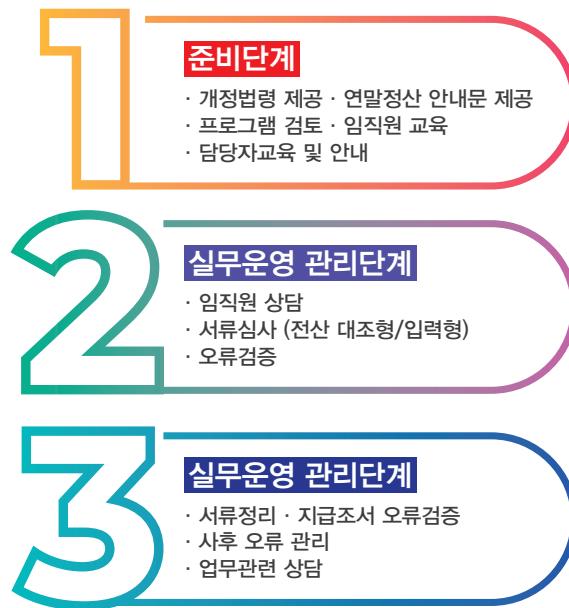 1
준비단계
· 개정법령 제공 · 연말정산 안내문 제공
· 프로그램 검토 · 임직원 교육
· 담당자교육 및 안내
2
실무운영 관리단계
· 임직원 상담
· 서류심사 (전산 대조형/입력형)
· 오류검증
3
실무운영 관리단계
· 서류정리 · 지급조서 오류검증
· 사후 오류 관리
· 업무관련 상담